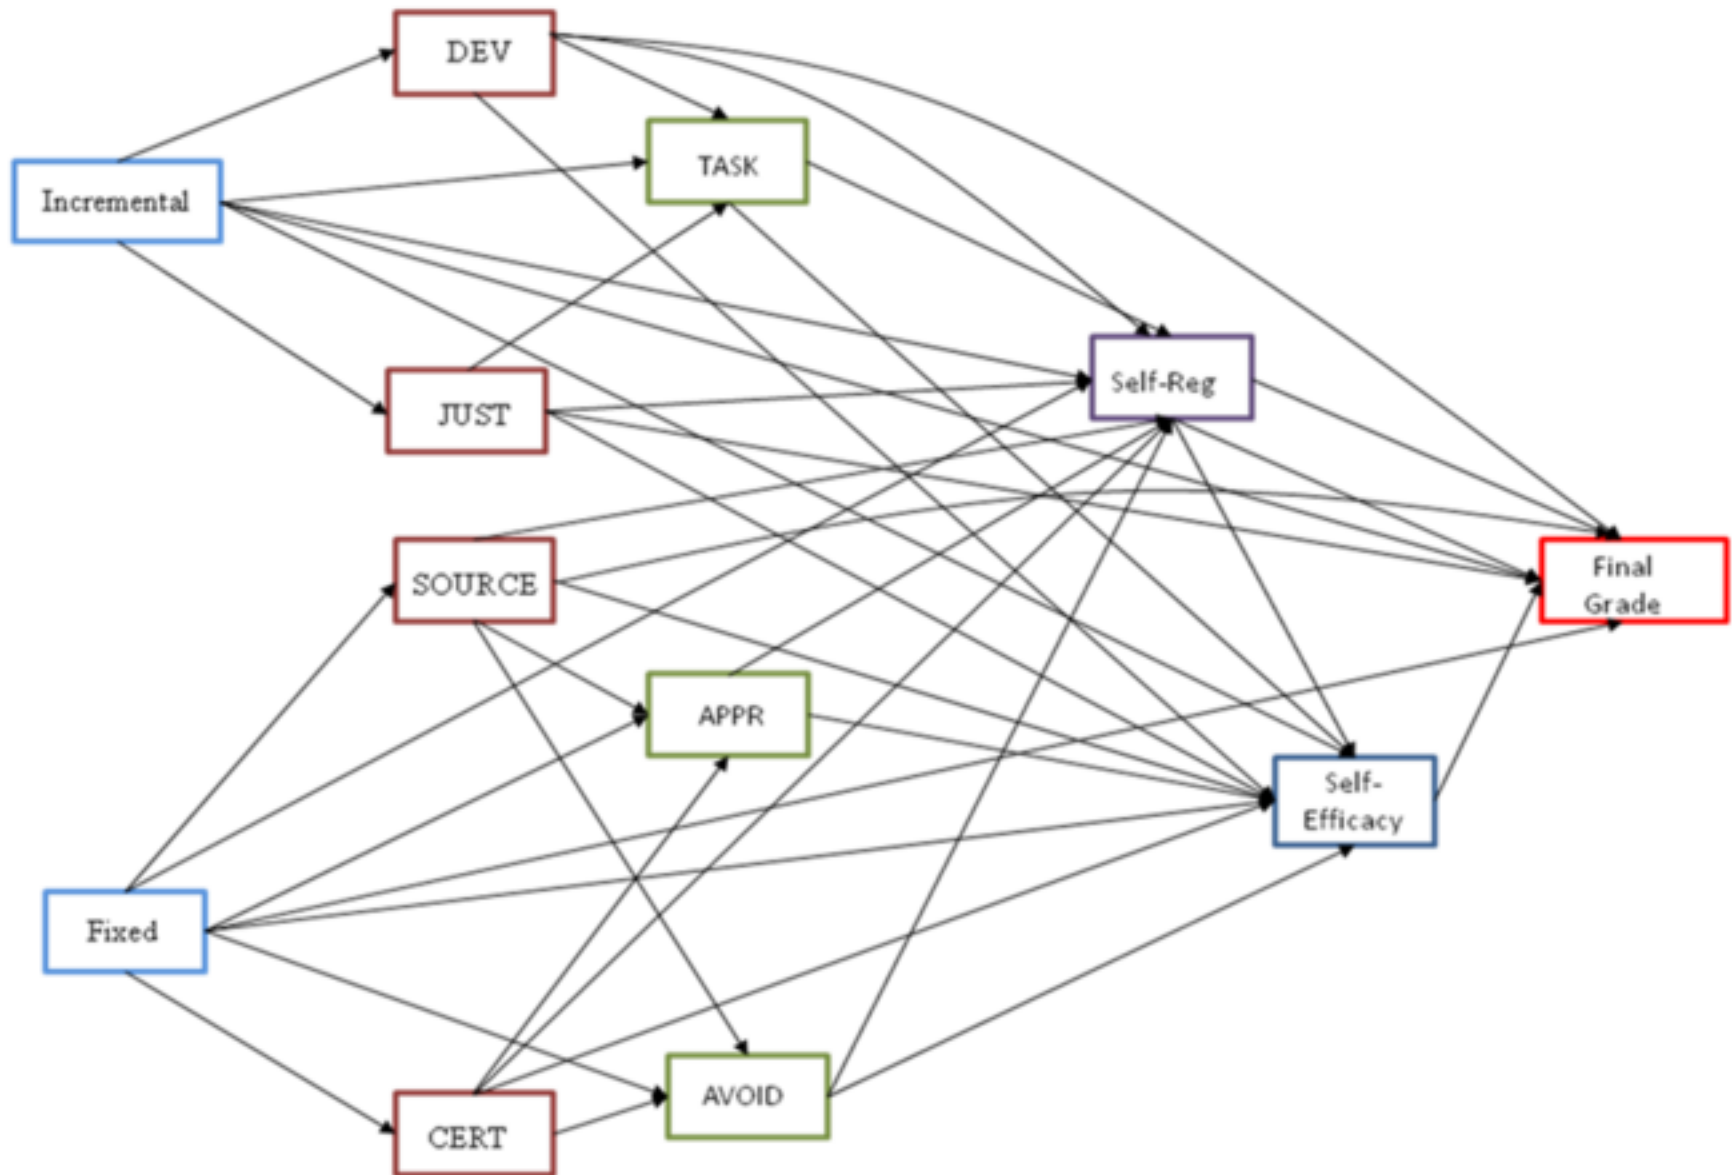 DEV
TASK
Incremental
Self-Reg
JUST
SOURCE
Final
Grade
APPR
Self-
Efficacy
Fixed
AVOID
CERT